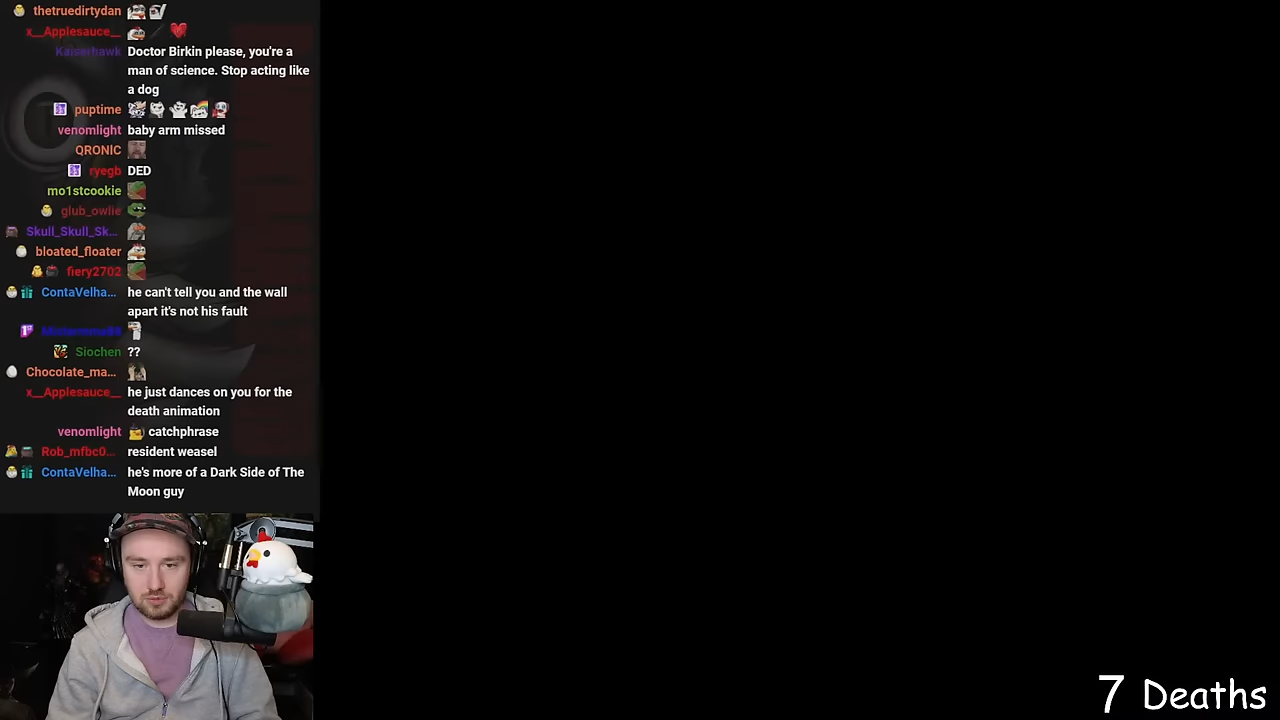 thetruedirtydan
x__Applesauce__
Kaiserhawk Doctor Birkin please, you're a
man of science. Stop acting like
a dog
puptime
venomlight baby arm missed
QRONIC
ryegb DED
mo1stcookie
glub_owlie
Skull_Skull_Sk...
bloated_floater
fiery2702
ContaVelha... he can't tell you and the wall
apart it's not his fault
Siochen ??
Chocolate_ma...
x__Applesauce__ he just dances on you for the
death animation
venomlight catchphrase
Rob_mfbc0... resident weasel
ContaVelha... he's more of a Dark Side of The
Moon guy
7 Deaths